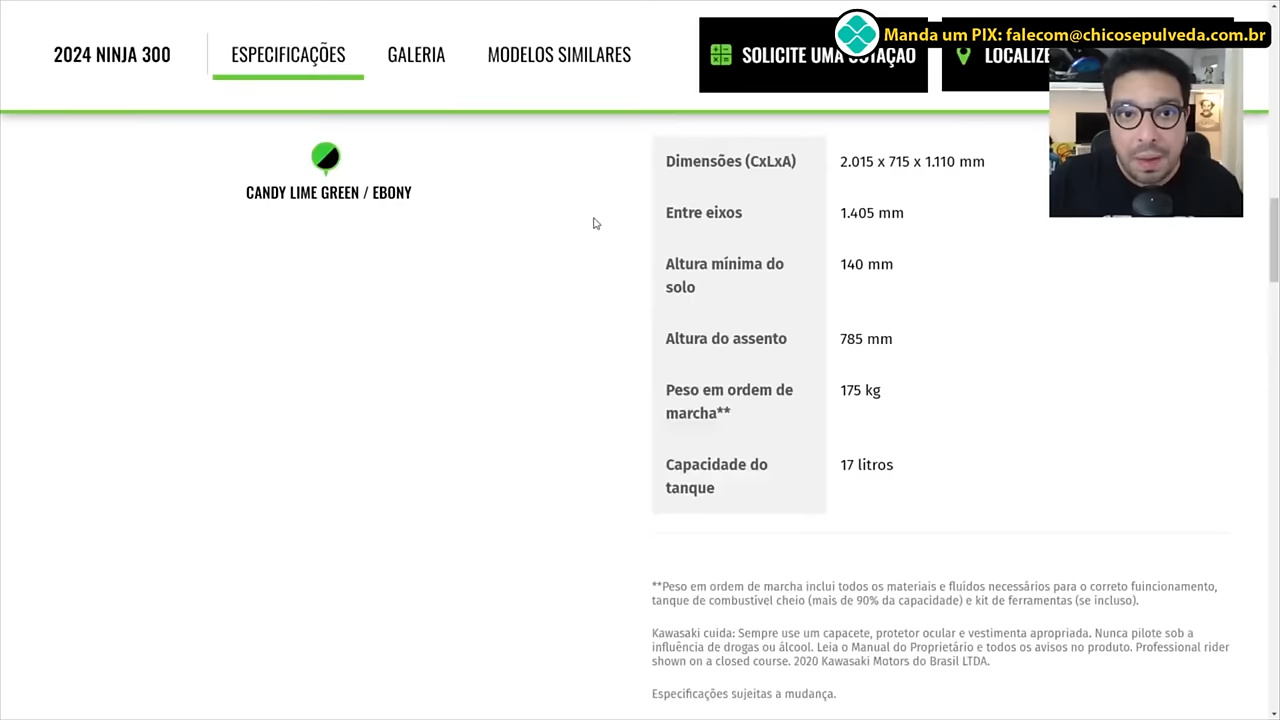 2024 NINJA 300
ESPECIFICAÇÕES
GALERIA
MODELOS SIMILARES
SOLICITE UMA COTAÇÃO
LOCALIZE
Manda um PIX: falecom@chicosepulveda.com.br
CANDY LIME GREEN / EBONY
Dimensões (CxLxA) 2.015 x 715 x 1.110 mm
Entre eixos 1.405 mm
Altura mínima do 140 mm
solo
Altura do assento 785 mm
Peso em ordem de 175 kg
marcha**
Capacidade do 17 litros
tanque
**Peso em ordem de marcha inclui todos os materiais e fluidos necessários para o correto fuincionamento,
tanque de combustível cheio (mais de 90% da capacidade) e kit de ferramentas (se incluso).
Kawasaki cuida: Sempre use um capacete, protetor ocular e vestimenta apropriada. Nunca pilote sob a
influência de drogas ou álcool. Leia o Manual do Proprietário e todos os avisos no produto. Professional rider
shown on a closed course. 2020 Kawasaki Motors do Brasil LTDA.
Especificações sujeitas a mudança.